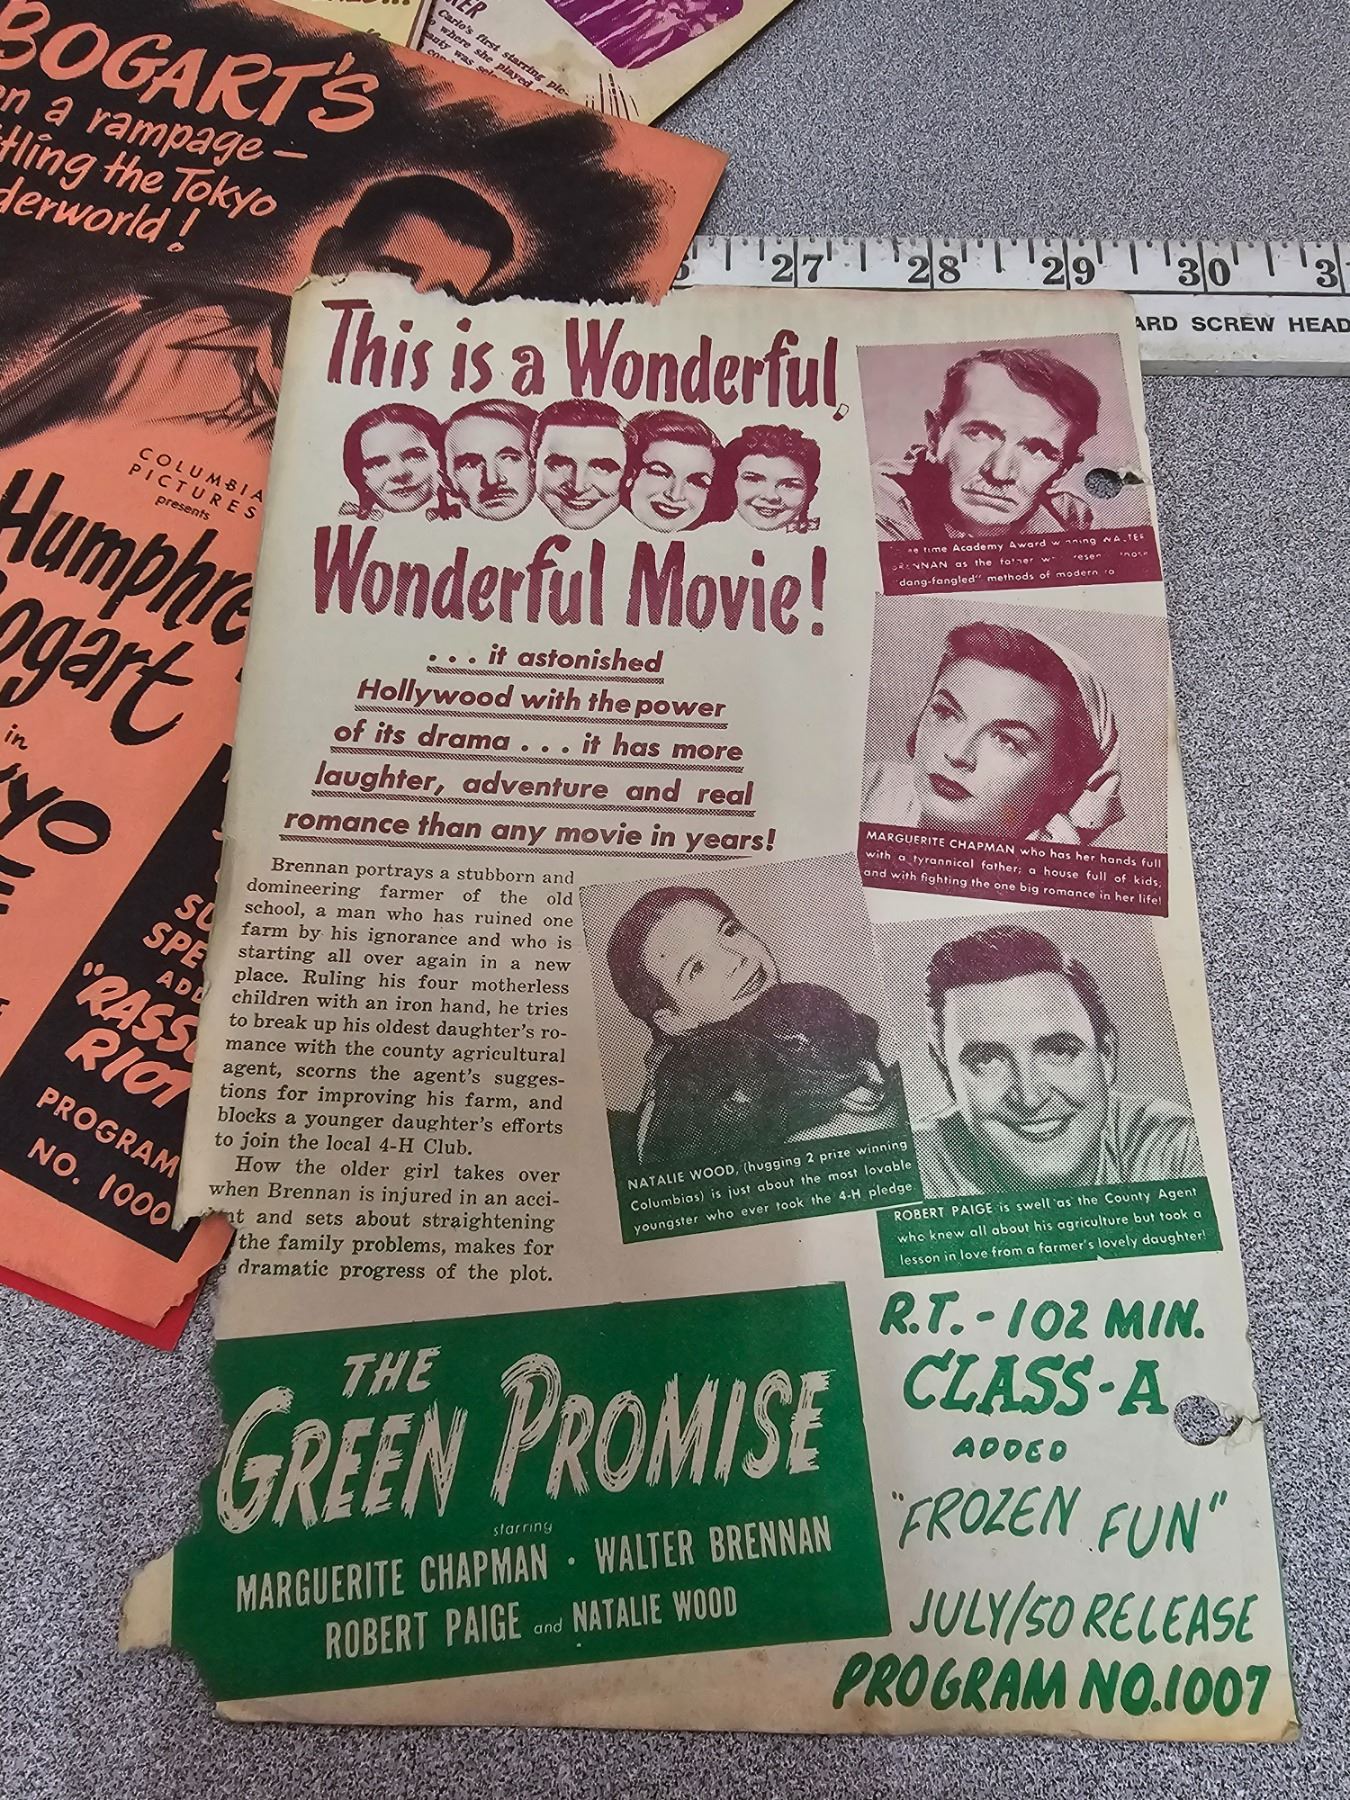 KER
Carlo's first starring pic-
where she played
BOGART'S
on a rampage —
the Tokyo
derworld!
COLUMBIA
PICTURES
presents
Humphre
ogart
in
PROGRAM
NO. 1000
"RASS
RIOT
27 28 29 30
ARD SCREW HEAD
This is a Wonderful,
Wonderful Movie!
. . . it astonished
Hollywood with the power
of its drama . . . it has more
laughter, adventure and real
romance than any movie in years!
time Academy Award
as the father
dang-fangled" methods of modern
MARGUERITE CHAPMAN who has her hands full
with a tyrannical father; a house full of kids,
and with fighting the one big romance in her life!
Brennan portrays a stubborn and
domineering farmer of the old
school, a man who has ruined one
farm by his ignorance and who is
starting all over again in a new
place. Ruling his four motherless
children with an iron hand, he tries
to break up his oldest daughter's ro-
mance with the county agricultural
agent, scorns the agent's sugges-
tions for improving his farm, and
blocks a younger daughter's efforts
to join the local 4-H Club.
How the older girl takes over
when Brennan is injured in an acci-
nt and sets about straightening
the family problems, makes for
dramatic progress of the plot.
NATALIE WOOD, (hugging 2 prize winning
Columbias) is just about the most lovable
youngster who ever took the 4-H pledge.
ROBERT PAIGE is swell as the County Agent
who knew all about his agriculture but took a
lesson in love from a farmer's lovely daughter!
THE
GREEN PROMISE
starring
MARGUERITE CHAPMAN · WALTER BRENNAN
ROBERT PAIGE and NATALIE WOOD
R.T. - 102 MIN.
CLASS-A
ADDED
"FROZEN FUN"
JULY/50 RELEASE
PROGRAM NO. 1007